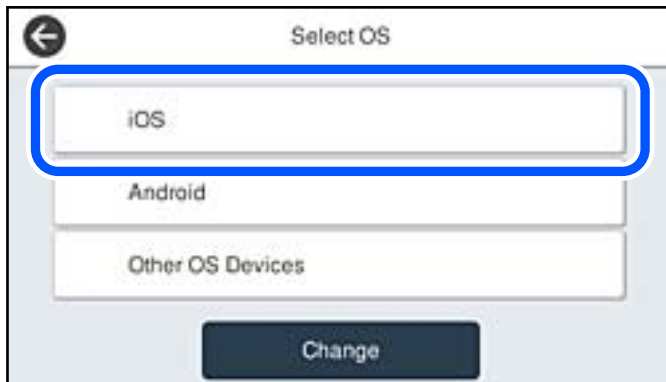 Select OS
iOS
Android
Other OS Devices
Change